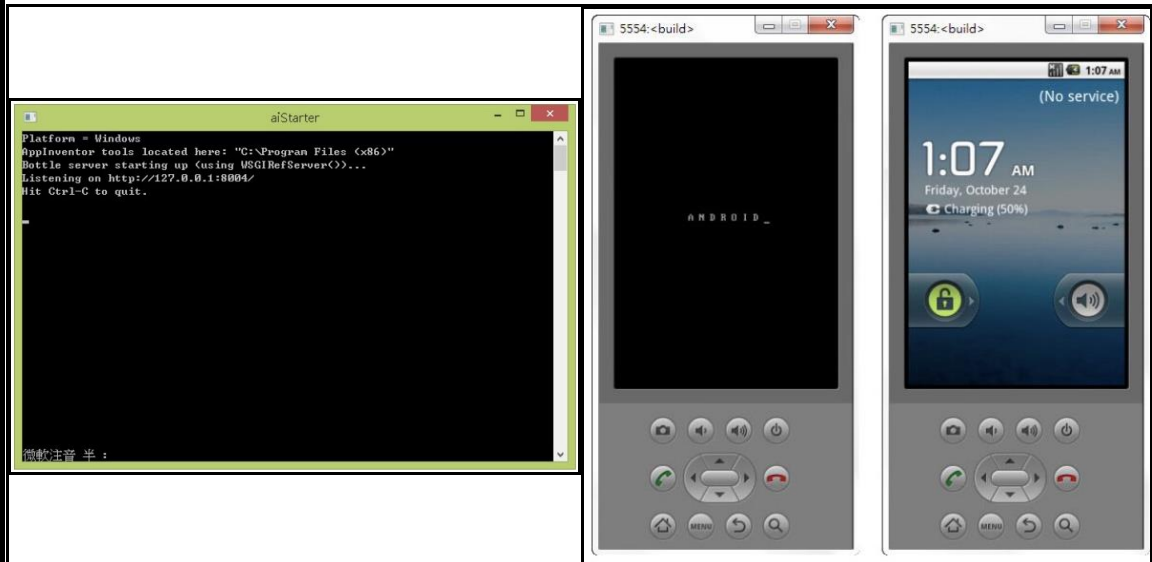 aiStarter
Platform = Windows
AppInventor tools located here: "C:\Program Files (x86)"
Bottle server starting up (using WSGIRefServer())...
Listening on http://127.0.0.1:8004/
Hit Ctrl-C to quit.
微軟注音 半 :
5554:<build>
ANDROID_
MENU
5554:<build>
1:07 AM
(No service)
1:07 AM
Friday, October 24
Charging (50%)
MENU